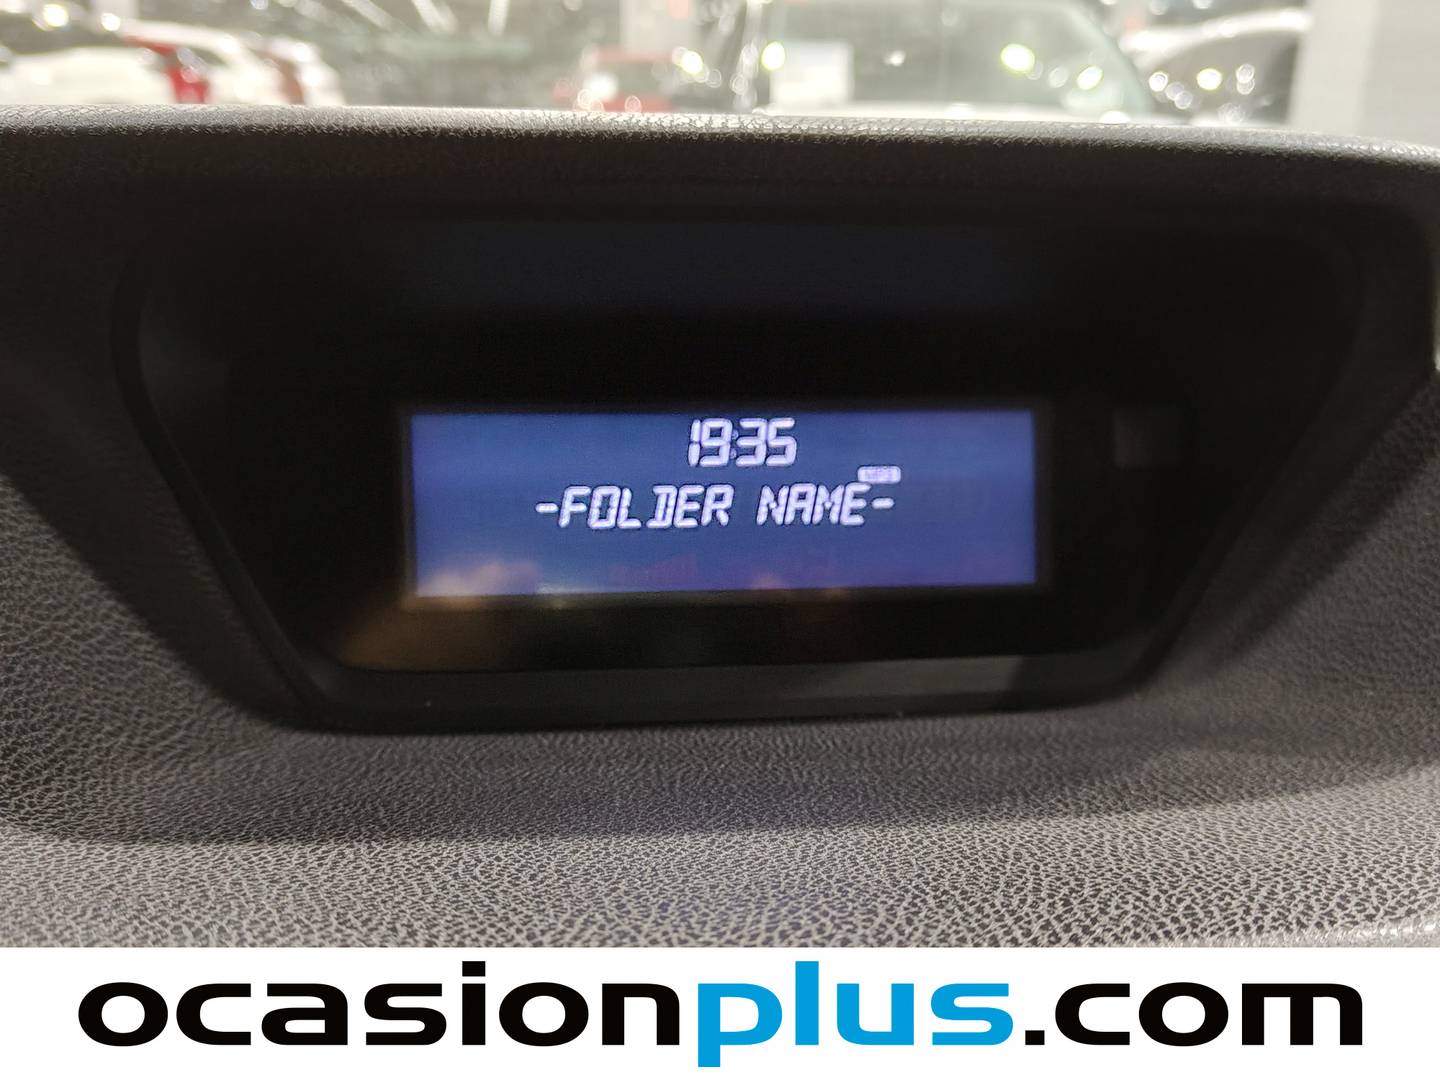 19:35
-FOLDER NAME-
ocasionplus.com